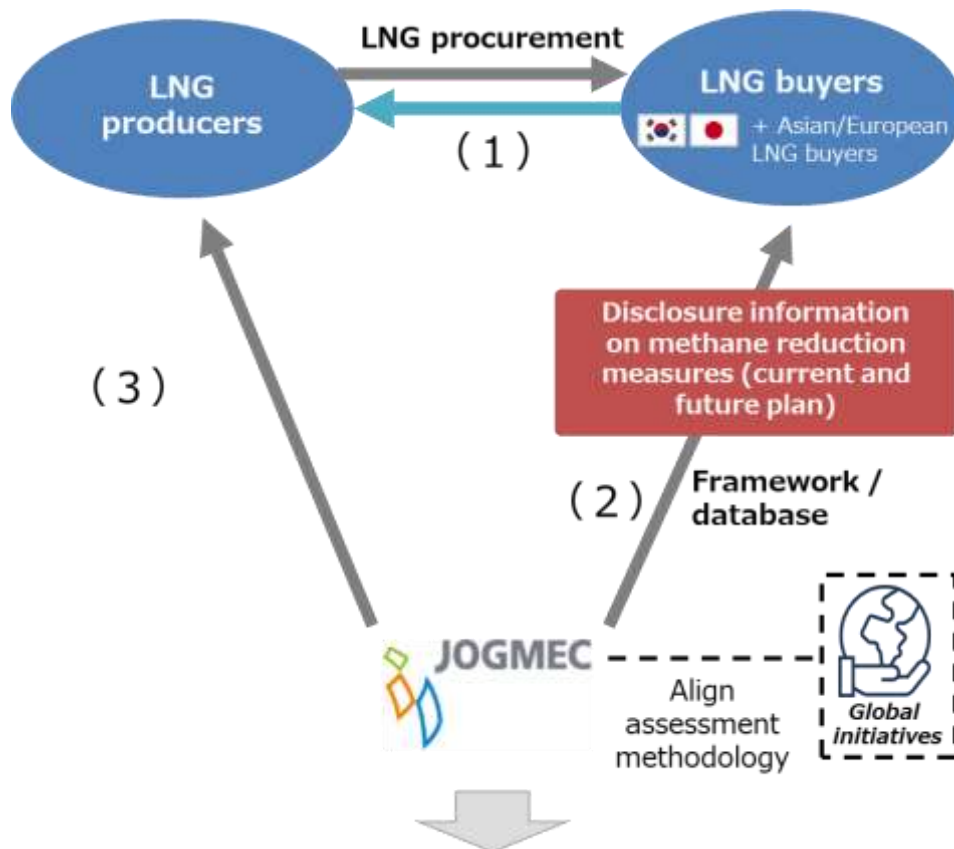 LNG procurement
LNG
producers
LNG buyers
+ Asian/European
LNG buyers
(1)
Disclosure information
on methane reduction
measures (current and
future plan)
(3)
(2)
Framework /
database
JOGMEC
Align
assessment
methodology
Global
initiatives